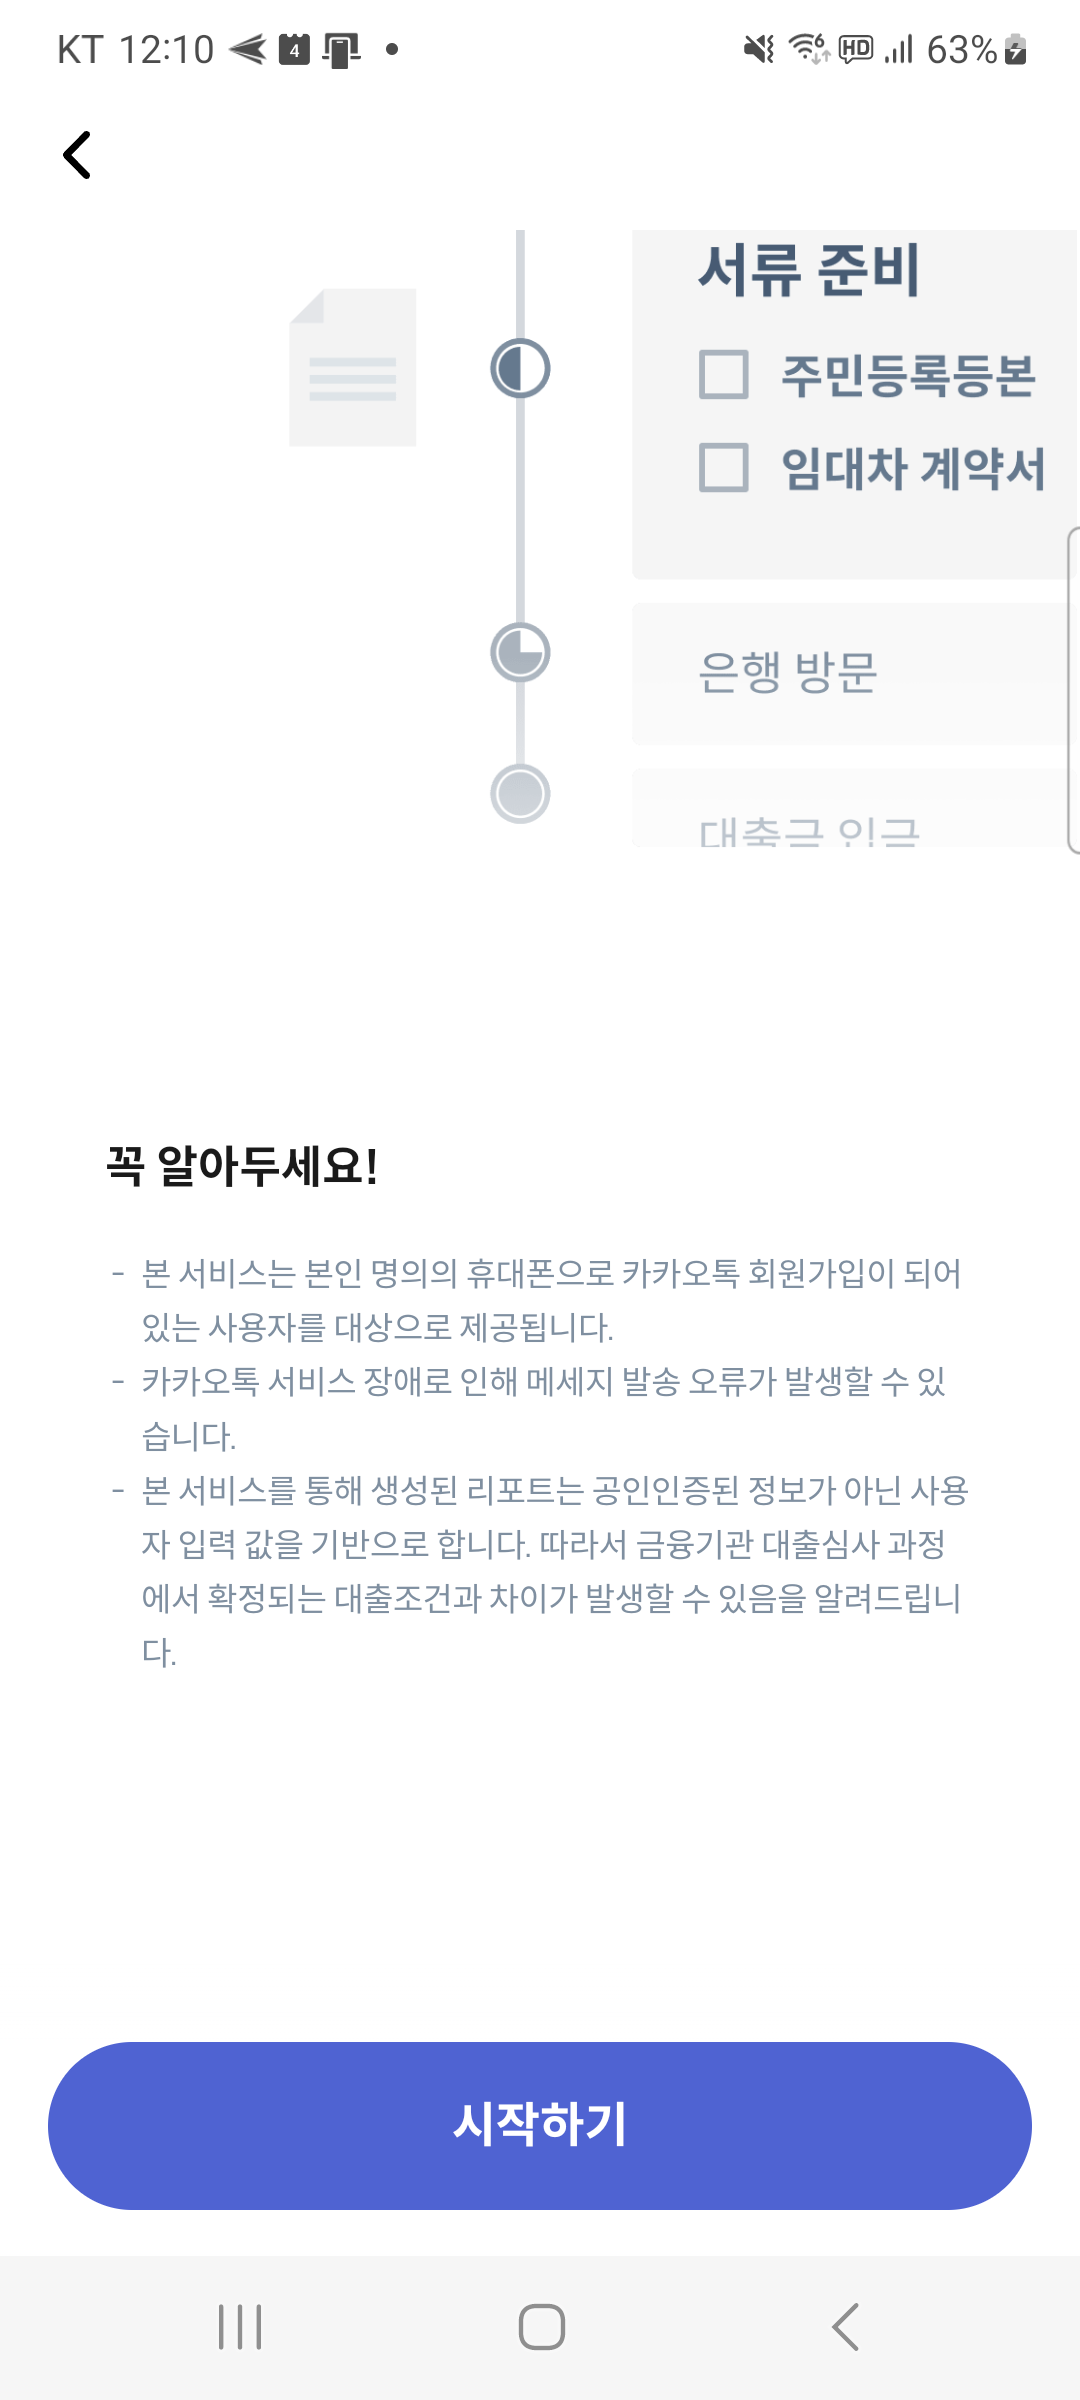 KT 12:10
4
6
HD
63%
서류 준비
주민등록등본
임대차 계약서
은행 방문
대출금 입금
꼭 알아두세요!
- 본 서비스는 본인 명의의 휴대폰으로 카카오톡 회원가입이 되어
있는 사용자를 대상으로 제공됩니다.
- 카카오톡 서비스 장애로 인해 메세지 발송 오류가 발생할 수 있
습니다.
- 본 서비스를 통해 생성된 리포트는 공인인증된 정보가 아닌 사용
자 입력 값을 기반으로 합니다. 따라서 금융기관 대출심사 과정
에서 확정되는 대출조건과 차이가 발생할 수 있음을 알려드립니
다.
시작하기